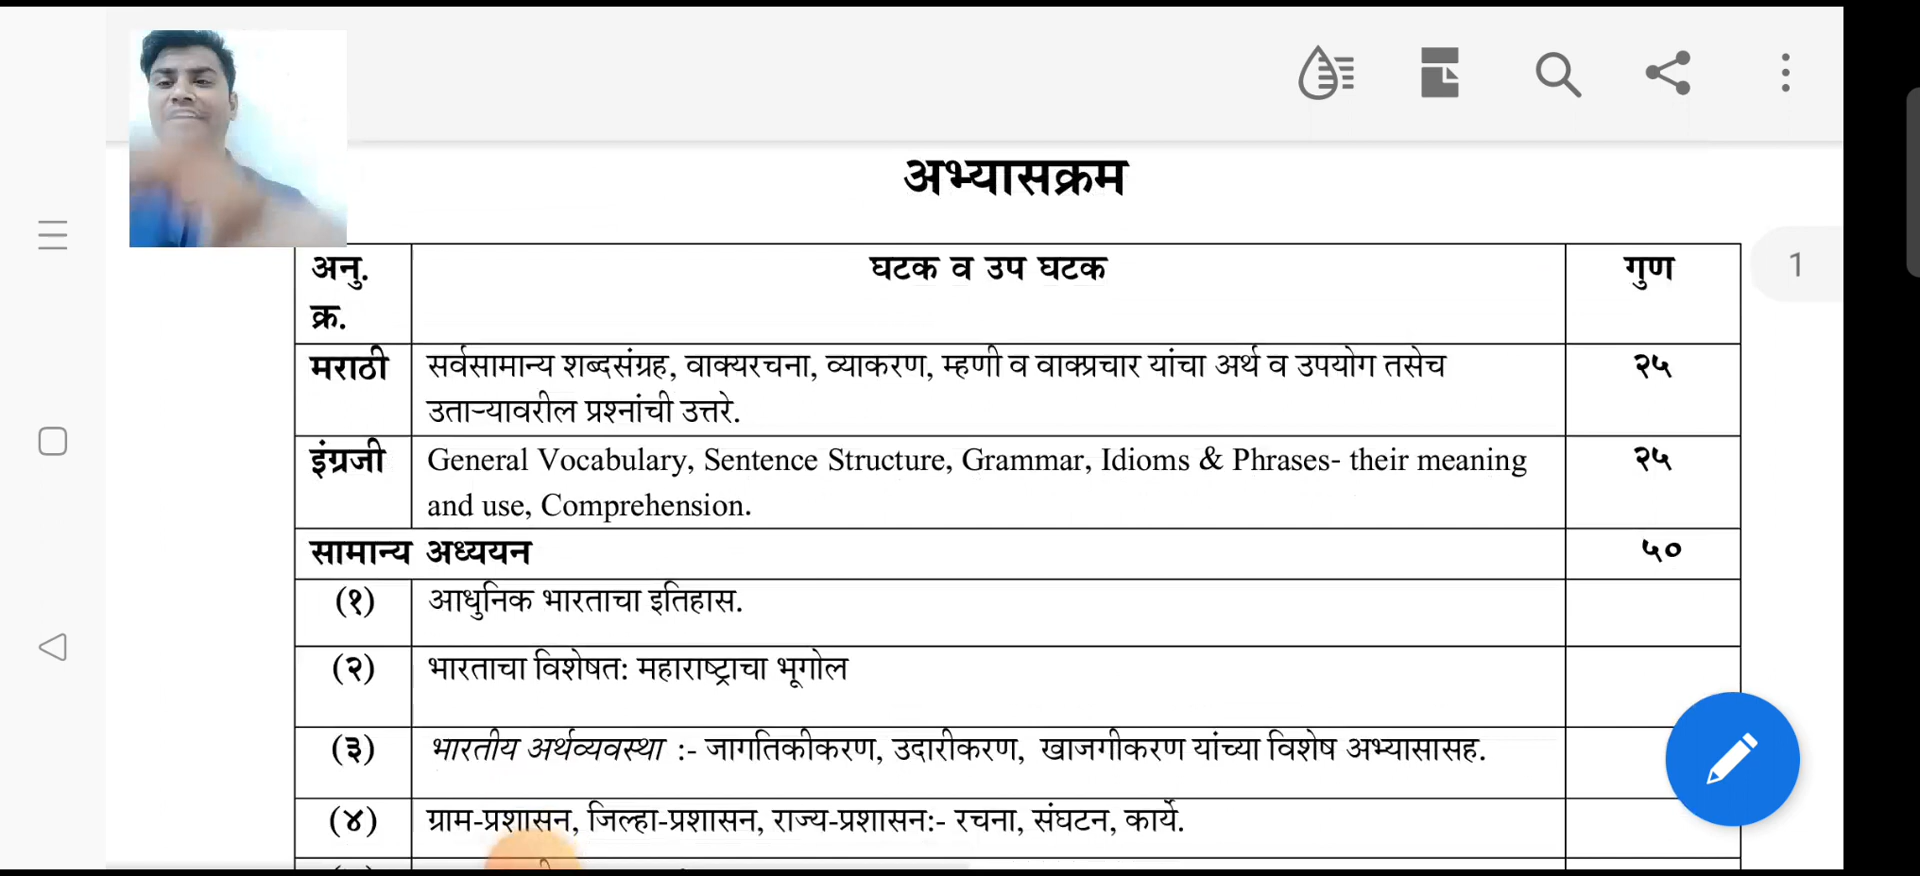 अभ्यासक्रम
1
अनु. घटक व उप घटक गुण
क्र.
मराठी सर्वसामान्य शब्दसंग्रह, वाक्यरचना, व्याकरण, म्हणी व वाक्प्रचार यांचा अर्थ व उपयोग तसेच २५
उताऱ्यावरील प्रश्नांची उत्तरे.
इंग्रजी General Vocabulary, Sentence Structure, Grammar, Idioms & Phrases- their meaning २५
and use, Comprehension.
सामान्य अध्ययन ५०
(१) आधुनिक भारताचा इतिहास.
(२) भारताचा विशेषत: महाराष्ट्राचा भूगोल
(३) भारतीय अर्थव्यवस्था :- जागतिकीकरण, उदारीकरण, खाजगीकरण यांच्या विशेष अभ्यासासह.
(४) ग्राम-प्रशासन, जिल्हा-प्रशासन, राज्य-प्रशासन:- रचना, संघटन, कार्ये.